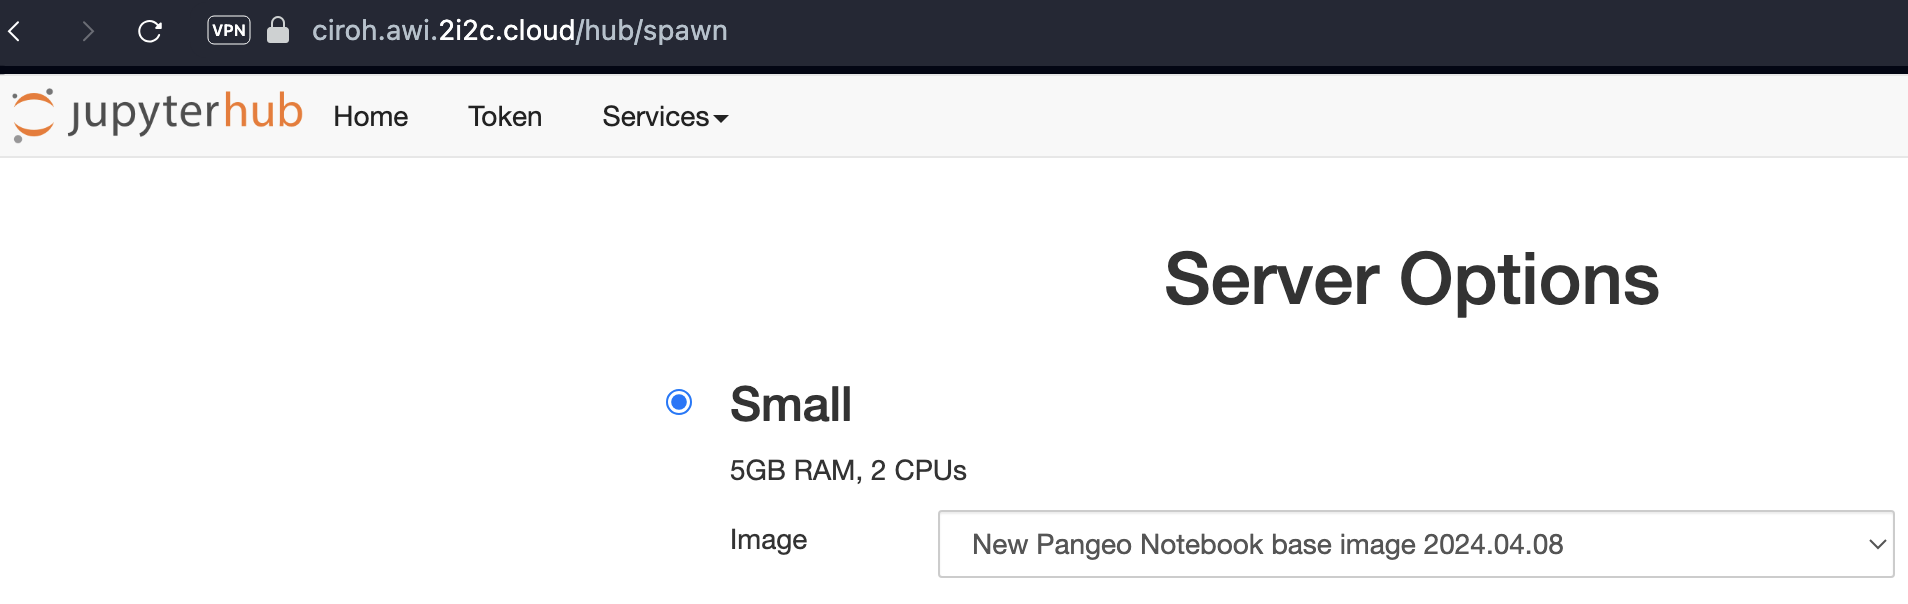 VPN ciroh.awi.2i2c.cloud/hub/spawn
jupyterhub Home Token Services
Server Options
Small
5GB RAM, 2 CPUs
Image New Pangeo Notebook base image 2024.04.08